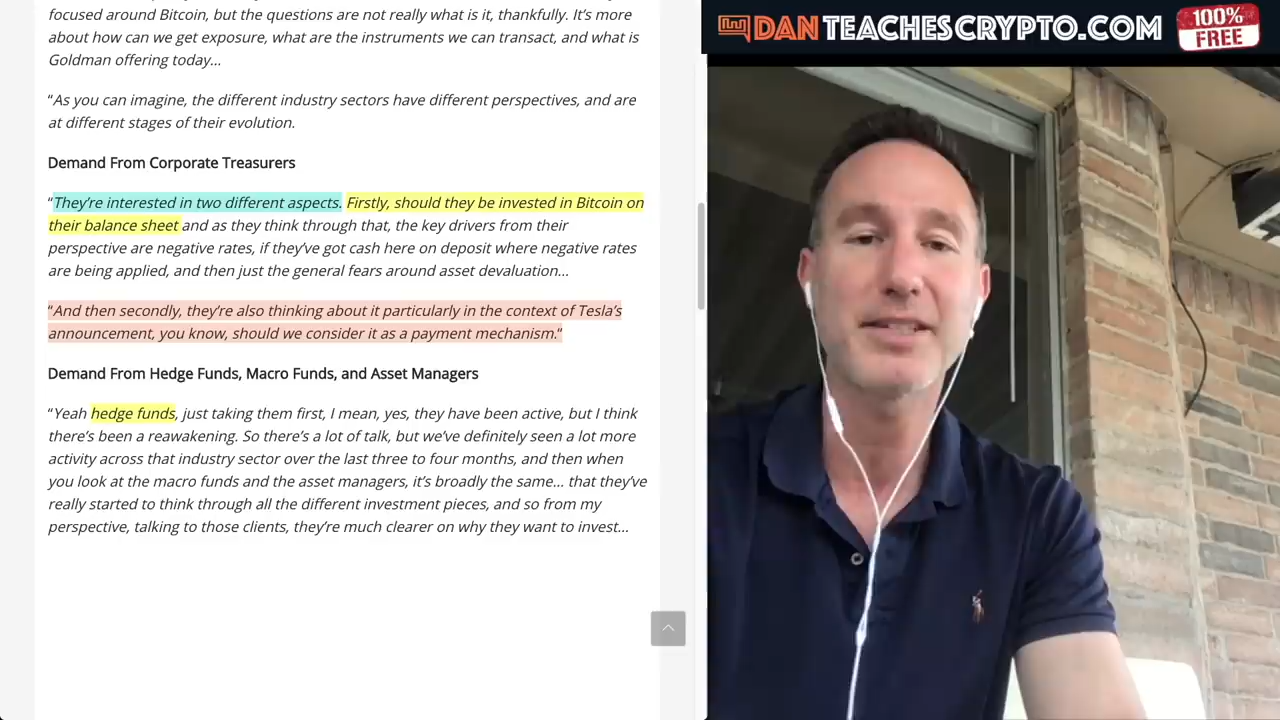 focused around Bitcoin, but the questions are not really what is it, thankfully. It's more
about how can we get exposure, what are the instruments we can transact, and what is
Goldman offering today...
"As you can imagine, the different industry sectors have different perspectives, and are
at different stages of their evolution.
Demand From Corporate Treasurers
"They're interested in two different aspects. Firstly, should they be invested in Bitcoin on
their balance sheet and as they think through that, the key drivers from their
perspective are negative rates, if they've got cash here on deposit where negative rates
are being applied, and then just the general fears around asset devaluation...
"And then secondly, they're also thinking about it particularly in the context of Tesla's
announcement, you know, should we consider it as a payment mechanism."
Demand From Hedge Funds, Macro Funds, and Asset Managers
"Yeah hedge funds, just taking them first, I mean, yes, they have been active, but I think
there's been a reawakening. So there's a lot of talk, but we've definitely seen a lot more
activity across that industry sector over the last three to four months, and then when
you look at the macro funds and the asset managers, it's broadly the same... that they've
really started to think through all the different investment pieces, and so from my
perspective, talking to those clients, they're much clearer on why they want to invest...
DANTEACHESCRYPTO.COM
100%
FREE